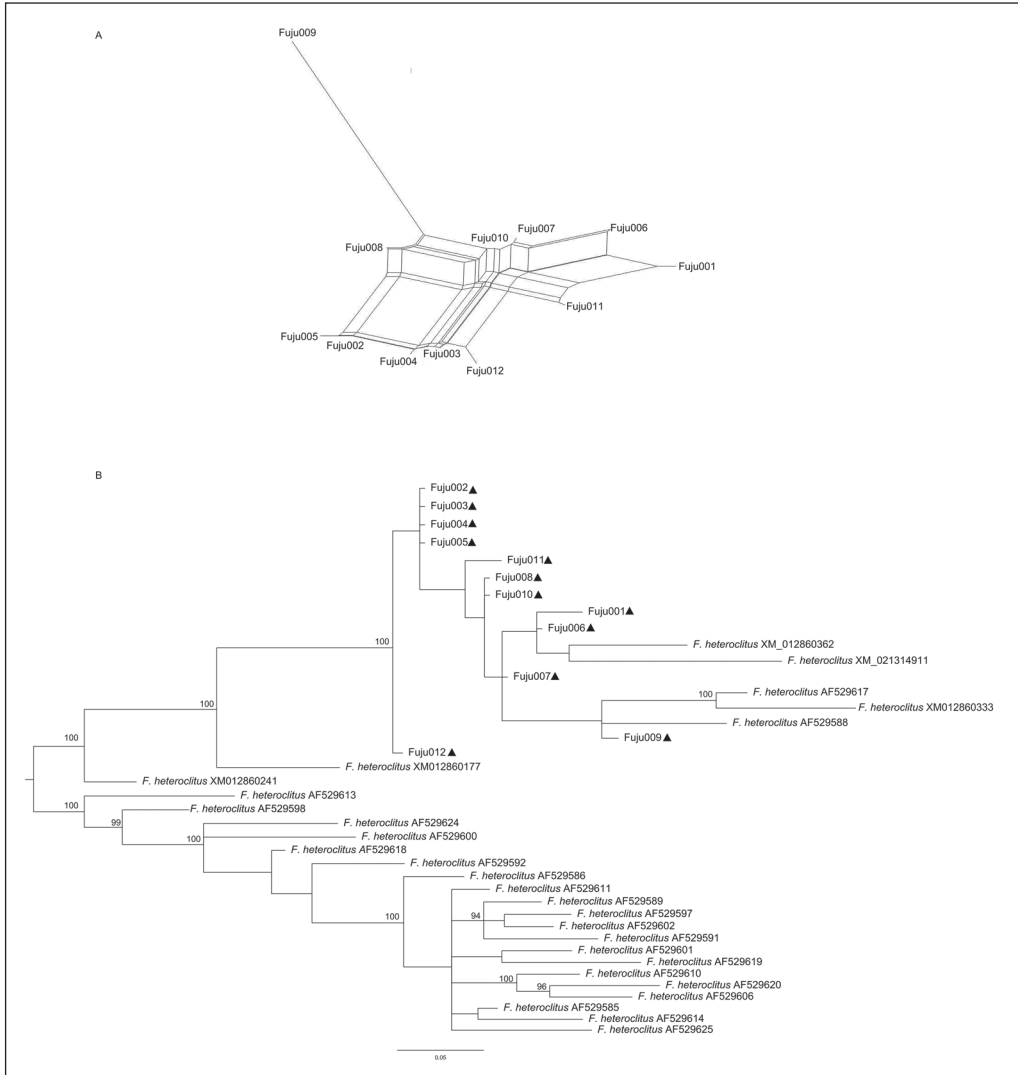 A
Fuju009
Fuju007
Fuju006
Fuju010
Fuju008
Fuju001
Fuju011
Fuju005
Fuju002
Fuju004
Fuju003
Fuju012
B
Fuju002▲
Fuju003▲
Fuju004▲
Fuju005▲
Fuju011▲
Fuju008▲
Fuju010▲
Fuju001▲
Fuju006▲
100
F. heteroclitus XM_012860362
F. heteroclitus XM_021314911
Fuju007▲
100
F. heteroclitus AF529617
100
F. heteroclitus XM012860333
F. heteroclitus AF529588
Fuju009▲
100
Fuju012▲
F. heteroclitus XM012860177
F. heteroclitus XM012860241
100
F. heteroclitus AF529613
F. heteroclitus AF529598
99
F. heteroclitus AF529624
100
F. heteroclitus AF529600
F. heteroclitus AF529618
F. heteroclitus AF529592
F. heteroclitus AF529586
F. heteroclitus AF529611
F. heteroclitus AF529589
94
F. heteroclitus AF529597
100
F. heteroclitus AF529602
F. heteroclitus AF529591
F. heteroclitus AF529601
F. heteroclitus AF529619
F. heteroclitus AF529610
100
F. heteroclitus AF529620
96
F. heteroclitus AF529606
F. heteroclitus AF529585
F. heteroclitus AF529614
F. heteroclitus AF529625
0.05